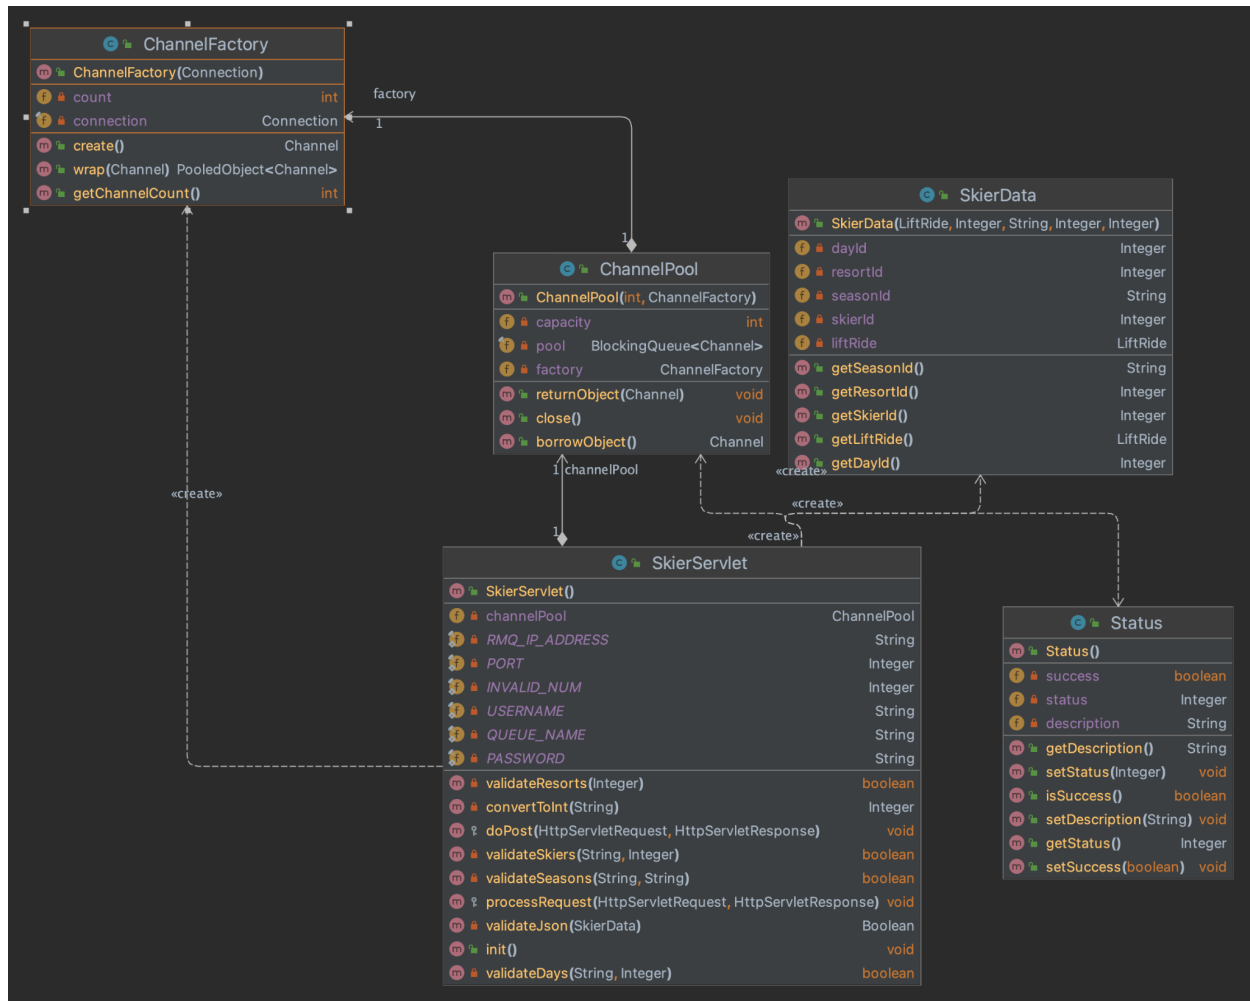 ChannelFactory
ChannelFactory(Connection)
count int
connection Connection
create() Channel
wrap(Channel) PooledObject<Channel>
getChannelCount() int
factory
1
1
ChannelPool
ChannelPool(int, ChannelFactory)
capacity int
pool BlockingQueue<Channel>
factory ChannelFactory
returnObject(Channel) void
close() void
borrowObject() Channel
SkierData
SkierData(LiftRide, Integer, String, Integer, Integer)
dayId Integer
resortId Integer
seasonId String
skierId Integer
liftRide LiftRide
getSeasonId() String
getResortId() Integer
getSkierId() Integer
getLiftRide() LiftRide
getDayId() Integer
1 channelPool
«create»
«create»
«create»
«create»
1
SkierServlet
SkierServlet()
channelPool ChannelPool
RMQ_IP_ADDRESS String
PORT Integer
INVALID_NUM Integer
USERNAME String
QUEUE_NAME String
PASSWORD String
validateResorts(Integer) boolean
convertToInt(String) Integer
doPost(HttpServletRequest, HttpServletResponse) void
validateSkiers(String, Integer) boolean
validateSeasons(String, String) boolean
processRequest(HttpServletRequest, HttpServletResponse) void
validateJson(SkierData) Boolean
init() void
validateDays(String, Integer) boolean
Status
Status()
success boolean
status Integer
description String
getDescription() String
setStatus(Integer) void
isSuccess() boolean
setDescription(String) void
getStatus() Integer
setSuccess(boolean) void